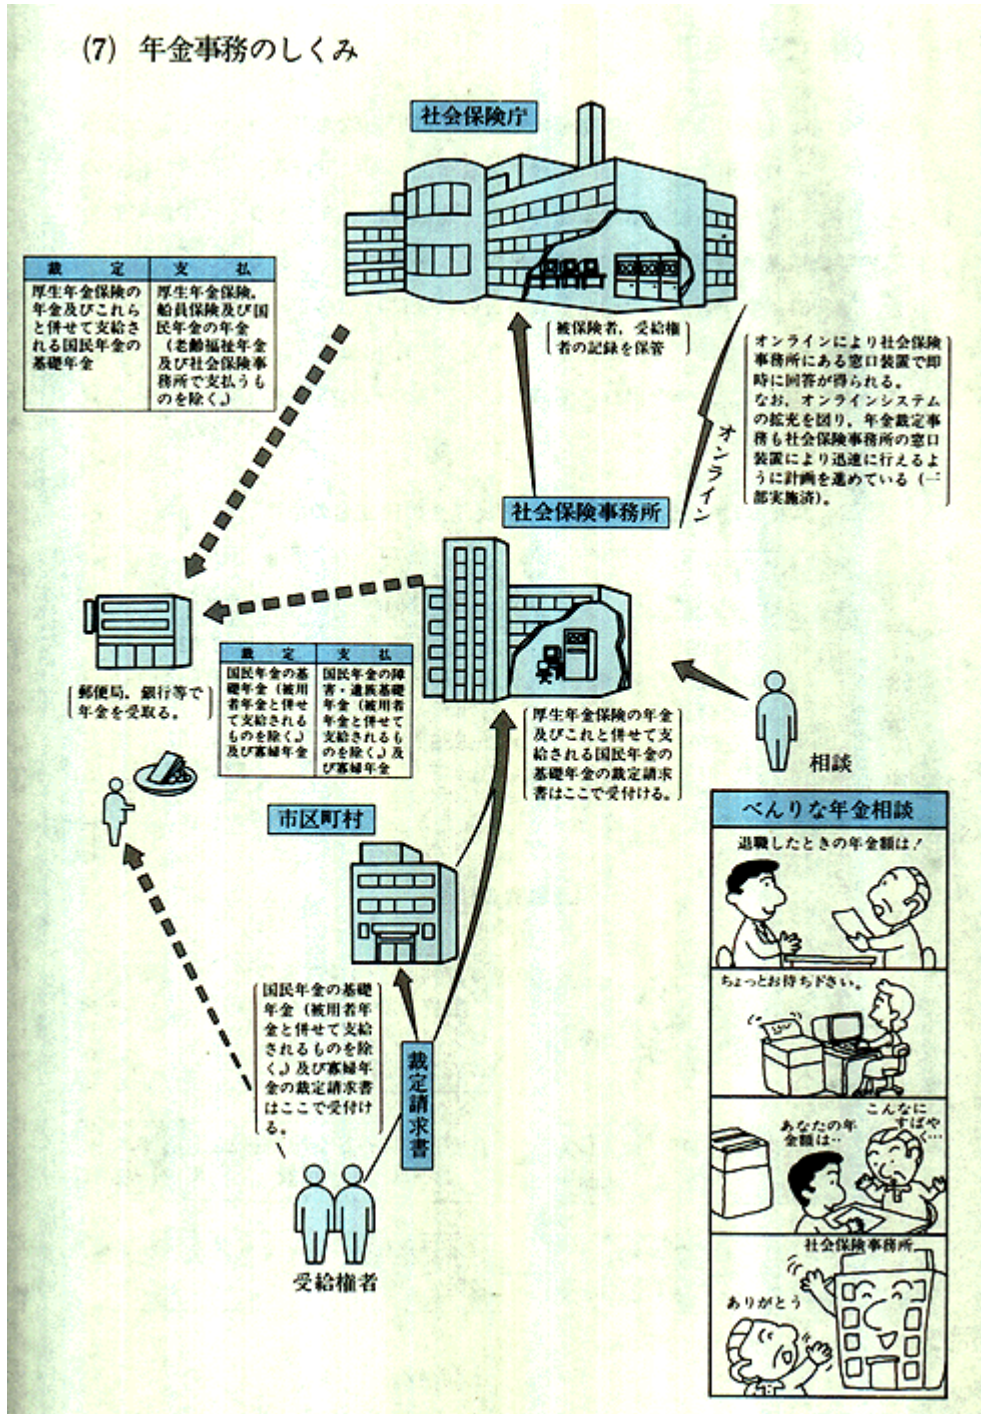 (7) 年金事務のしくみ
社会保険庁
裁定
支払
厚生年金保険の
年金及びこれら
と併せて支給さ
れる国民年金の
基礎年金
厚生年金保険,
船員保険及び国
民年金の年金
(老齢福祉年金
及び社会保険事
務所で支払うも
のを除く。)
被保険者,受給権
者の記録を保管
オンラインにより社会保険
事務所にある窓口装置で即
時に回答が得られる。
なお,オンラインシステム
の拡充を図り,年金裁定事
務も社会保険事務所の窓口
装置により迅速に行えるよ
うに計画を進めている(一
部実施済)。
オンライン
社会保険事務所
郵便局,銀行等で
年金を受取る。
裁定
支払
国民年金の基
礎年金(被用
者年金と併せ
て支給される
ものを除く。)
及び寡婦年金
国民年金の障
害・遺族基礎
年金(被用者
年金と併せて
支給されるも
のを除く。)及
び寡婦年金
厚生年金保険の年金
及びこれと併せて支
給される国民年金の
基礎年金の裁定請求
書はここで受付ける。
相談
市区町村
国民年金の基礎
年金(被用者年
金と併せて支給
されるものを除
く。)及び寡婦年
金の裁定請求書
はここで受付け
る。
裁定請求書
受給権者
べんりな年金相談
退職したときの年金額は!
ちょっとお待ち下さい。
あなたの年
金額は‥
こんなに
すばや
く…
社会保険事務所
ありがとう